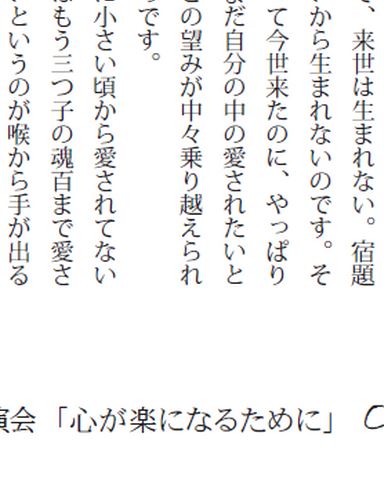 、来世は生まれない。宿題
から生まれないのです。そ
て今世来たのに、やっぱり
だ自分の中の愛されたいと
の望みが中々乗り越えられ
です。
小さい頃から愛されてない
もう三つ子の魂百まで愛さ
というのが喉から手が出る
演会「心が楽になるために」